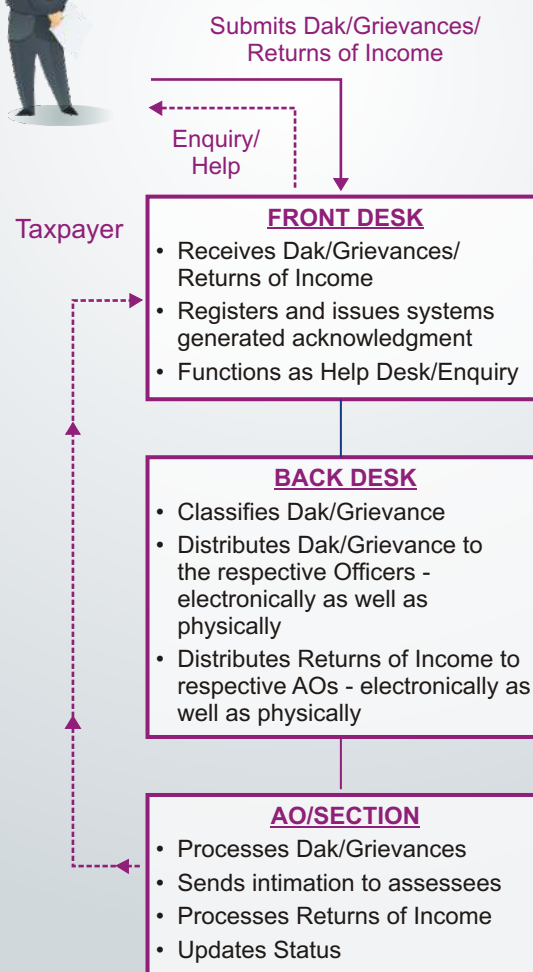 Submits Dak/Grievances/
Returns of Income
Enquiry/
Help
Taxpayer
FRONT DESK
• Receives Dak/Grievances/
Returns of Income
• Registers and issues systems
generated acknowledgment
• Functions as Help Desk/Enquiry
BACK DESK
• Classifies Dak/Grievance
• Distributes Dak/Grievance to
the respective Officers -
electronically as well as
physically
• Distributes Returns of Income to
respective AOs - electronically as
well as physically
AO/SECTION
• Processes Dak/Grievances
• Sends intimation to assessees
• Processes Returns of Income
• Updates Status